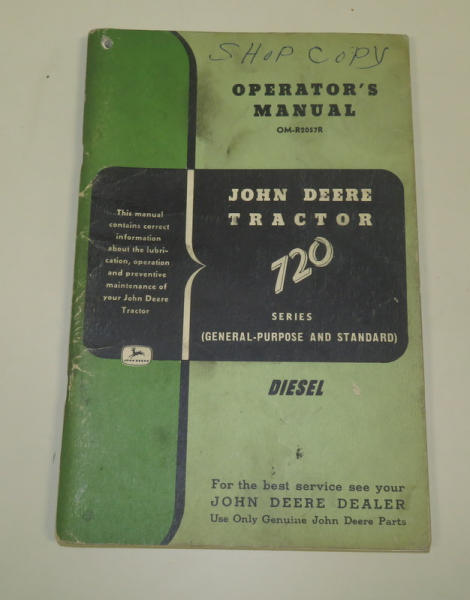 SHOP COPY
OPERATOR'S
MANUAL
OM-R2057R
This manual
contains correct
information
about the lubri-
cation, operation
and preventive
maintenance of
your John Deere
Tractor
JOHN DEERE
TRACTOR
720
SERIES
(GENERAL-PURPOSE AND STANDARD)
JOHN DEERE
DIESEL
For the best service see your
JOHN DEERE DEALER
Use Only Genuine John Deere Parts